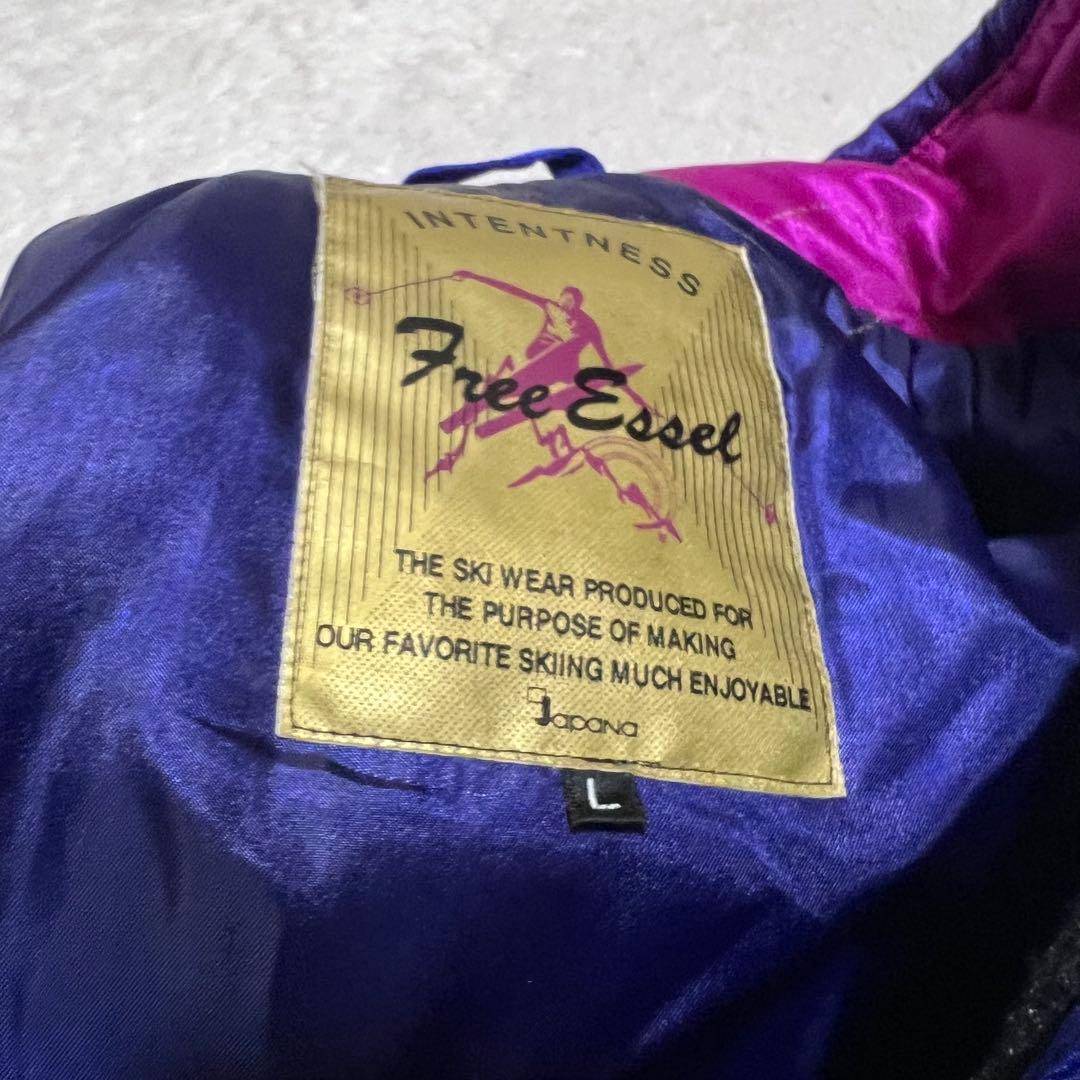 INTENTNESS
Free Essel
THE SKI WEAR PRODUCED FOR
THE PURPOSE OF MAKING
OUR FAVORITE SKIING MUCH ENJOYABLE
Japana
L